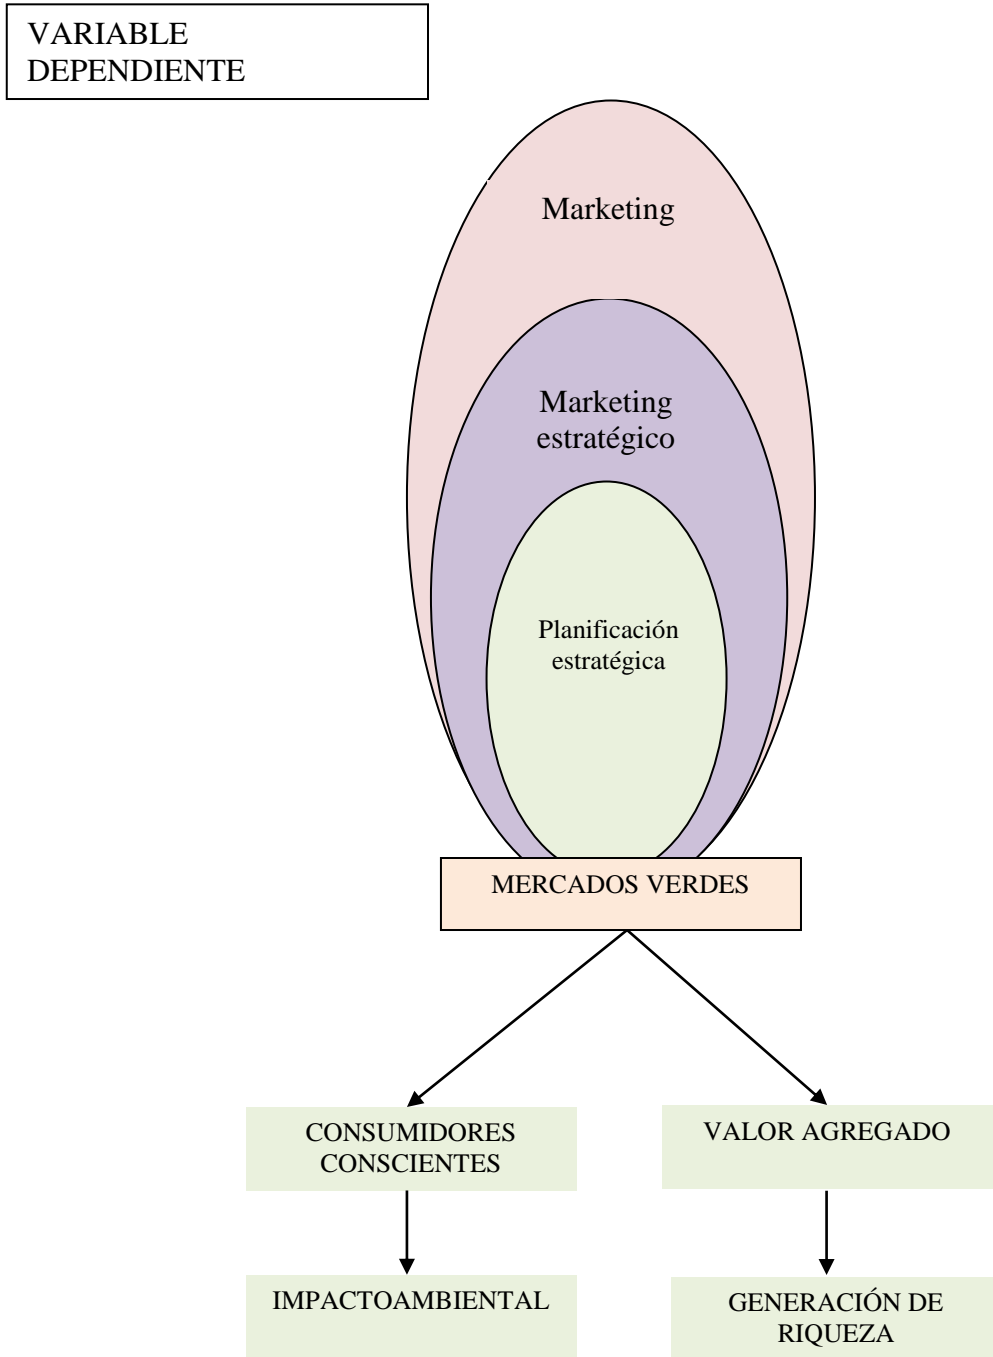 VARIABLE
DEPENDIENTE
Marketing
Marketing
estratégico
Planificación
estratégica
MERCADOS VERDES
CONSUMIDORES
CONSCIENTES
VALOR AGREGADO
IMPACTOAMBIENTAL
GENERACIÓN DE
RIQUEZA